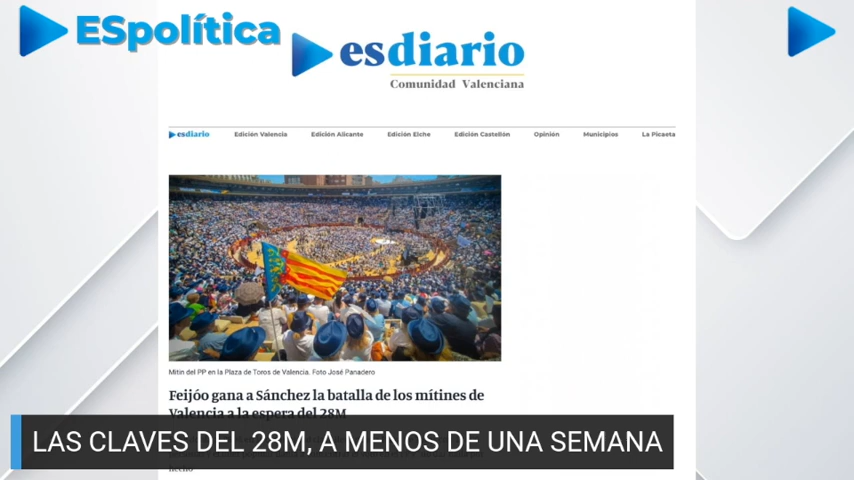 ESpolítica
esdiario
Comunidad Valenciana
esdiario Edición Valencia Edición Alicante Edición Elche Edición Castellón Opinión Municipios La Picaeta
Mitin del PP en la Plaza de Toros de Valencia. Foto José Panadero
Feijóo gana a Sánchez la batalla de los mítines de
Valencia a la espera del 28M
LAS CLAVES DEL 28M, A MENOS DE UNA SEMANA
hecho